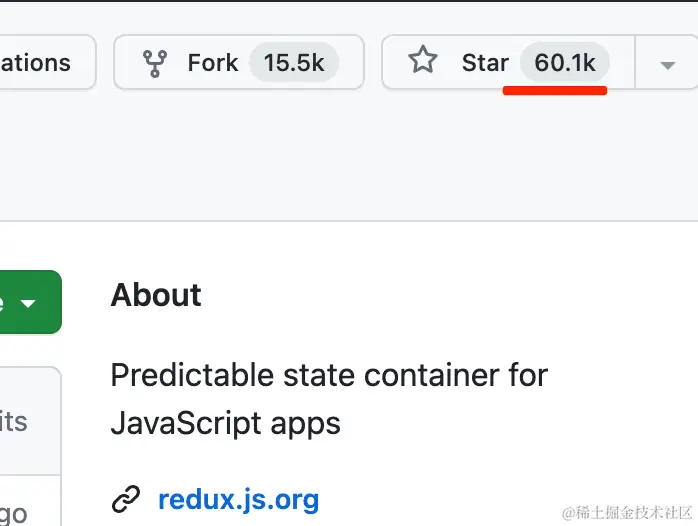 ations Fork 15.5k Star 60.1k
About
e
Predictable state container for
JavaScript apps
its
redux.js.org
go
@稀土掘金技术社区